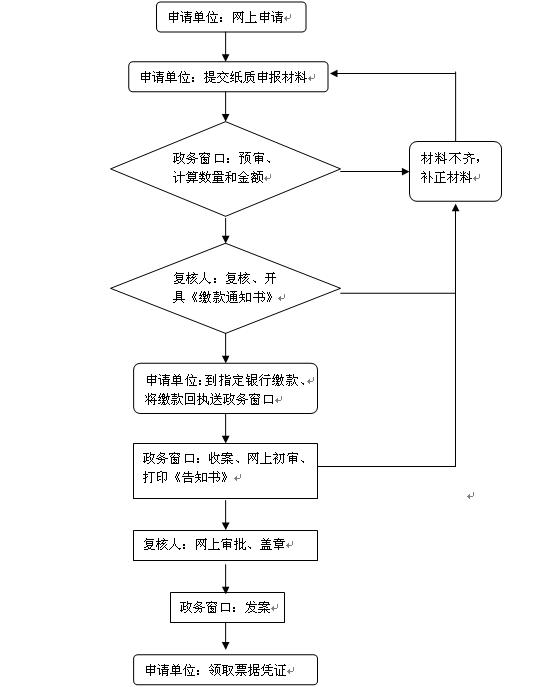 申请单位：网上申请
申请单位：提交纸质申报材料
政务窗口：预审、
计算数量和金额
材料不齐，
补正材料
复核人：复核、开
具《缴款通知书》
申请单位：到指定银行缴款、
将缴款回执送政务窗口
政务窗口：收案、网上初审、
打印《告知书》
复核人：网上审批、盖章
政务窗口：发案
申请单位：领取票据凭证